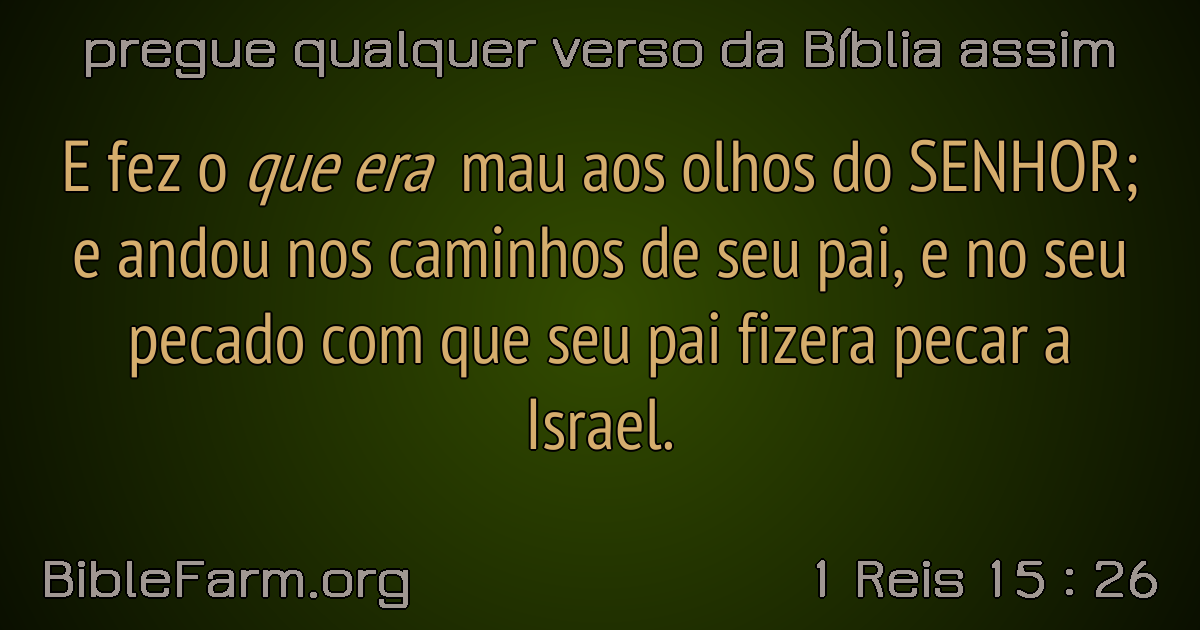 pregue qualquer verso da Bíblia assim
E fez o que era mau aos olhos do SENHOR;
e andou nos caminhos de seu pai, e no seu
pecado com que seu pai fizera pecar a
Israel.
BibleFarm.org
1 Reis 15 : 26